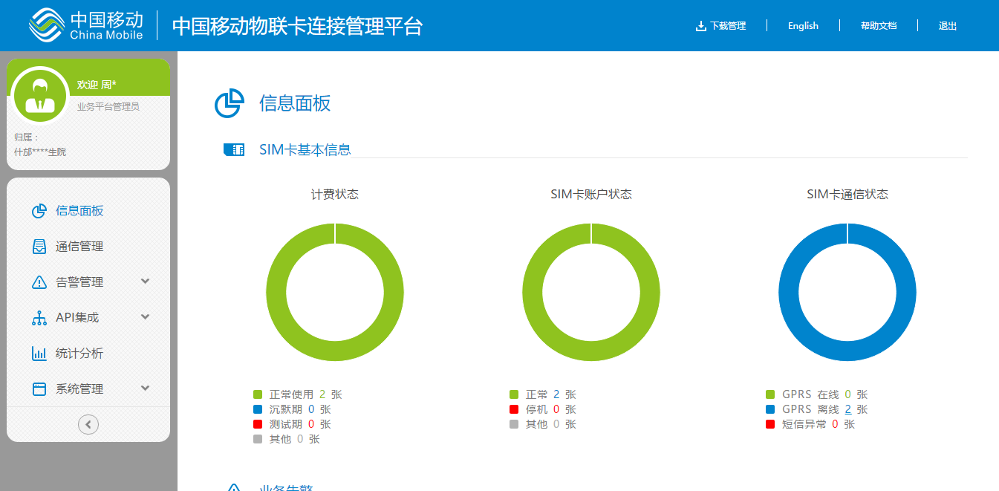 中国移动
China Mobile
中国移动物联卡连接管理平台
下载管理
English
帮助文档
退出
欢迎 周*
业务平台管理员
归属：
什邡****生院
信息面板
通信管理
告警管理
API集成
统计分析
系统管理
信息面板
SIM卡基本信息
计费状态
正常使用 2 张
沉默期 0 张
测试期 0 张
其他 0 张
SIM卡账户状态
正常 2 张
停机 0 张
其他 0 张
SIM卡通信状态
GPRS 在线 0 张
GPRS 离线 2 张
短信异常 0 张
业务告警